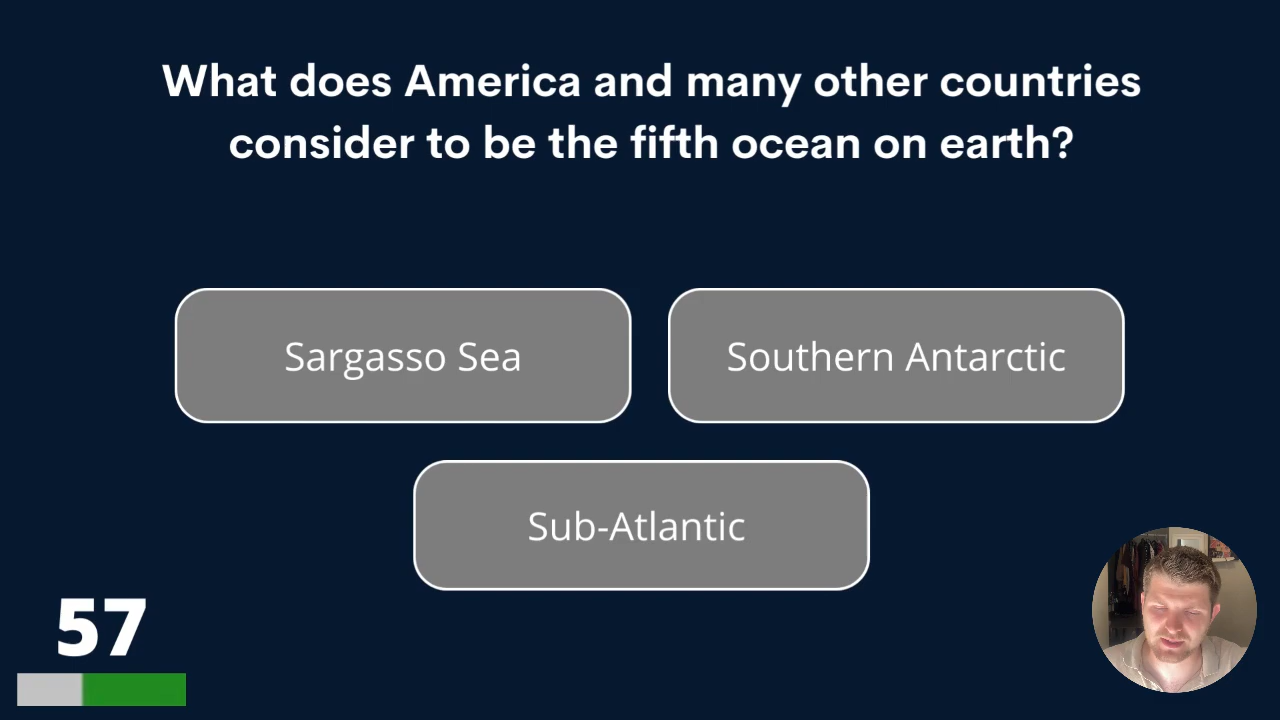 What does America and many other countries
consider to be the fifth ocean on earth?
Sargasso Sea
Southern Antarctic
Sub-Atlantic
57